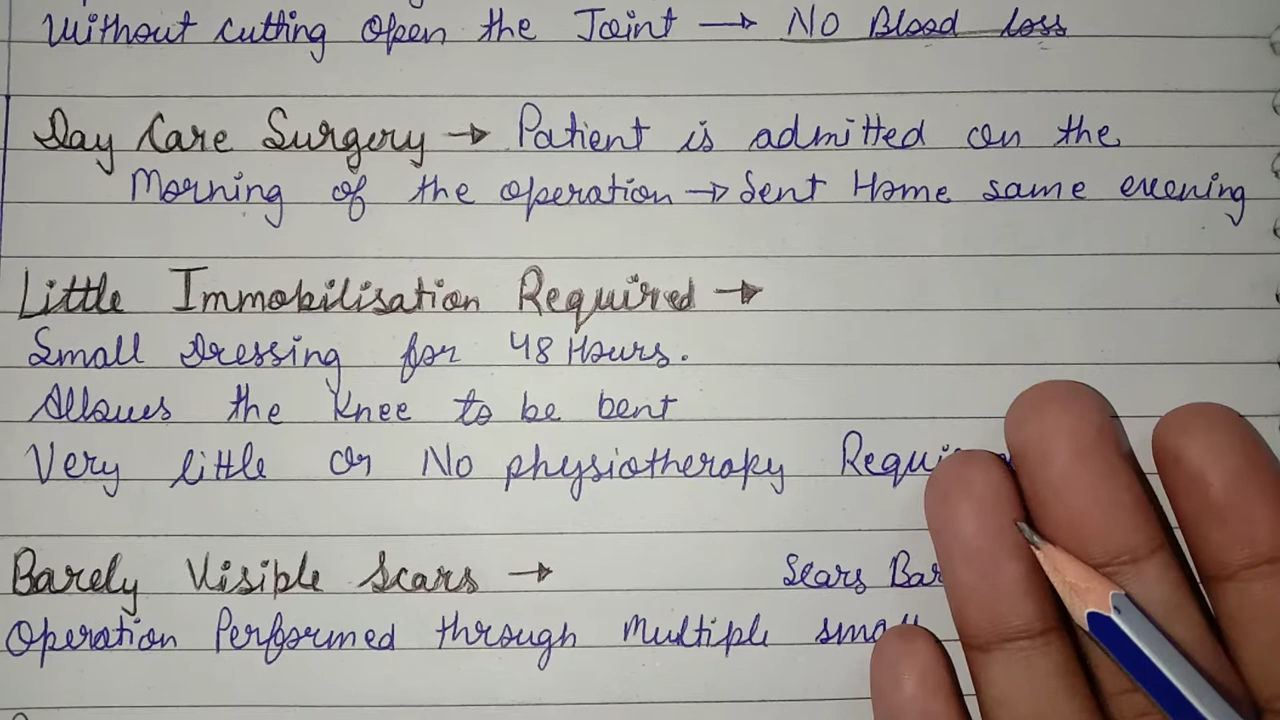 Without cutting open the Joint → No Blood loss
Day Care Surgery → Patient is admitted on the
Morning of the operation → Sent Home same evening
Little Immobilisation Required →
Small Dressing for 48 Hours.
Allows the Knee to be bent
Very little or No physiotherapy
Barely Visible Scars → Scars
Operation Performed through Multiple small